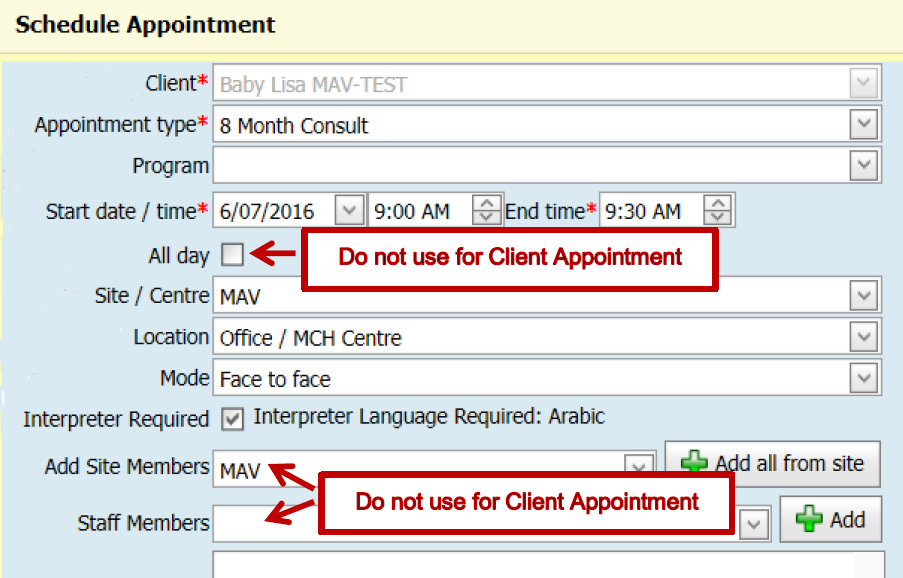 Schedule Appointment
Client* Baby Lisa MAV-TEST
Appointment type* 8 Month Consult
Program
Start date / time* 6/07/2016 9:00 AM End time* 9:30 AM
All day Do not use for Client Appointment
Site / Centre MAV
Location Office / MCH Centre
Mode Face to face
Interpreter Required Interpreter Language Required: Arabic
Add Site Members MAV Add all from site
Do not use for Client Appointment
Staff Members Add